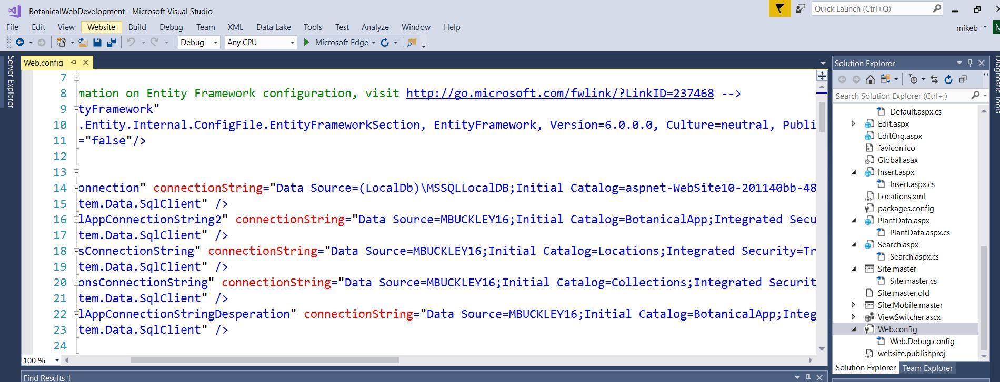 BotanicalWebDevelopment - Microsoft Visual Studio
Quick Launch (Ctrl+Q)
File Edit View Website Build Debug Team XML Data Lake Tools Test Analyze Window Help
mikeb M
Debug Any CPU Microsoft Edge
Server Explorer
Web.config
7
8 mation on Entity Framework configuration, visit http://go.microsoft.com/fwlink/?LinkID=237468 -->
9 tyFramework"
10 .Entity.Internal.ConfigFile.EntityFrameworkSection, EntityFramework, Version=6.0.0.0, Culture=neutral, Publi
11 ="false"/>
12
13
14 onnection" connectionString="Data Source=(LocalDb)\MSSQLLocalDB;Initial Catalog=aspnet-WebSite10-201140bb-48
15 tem.Data.SqlClient" />
16 lAppConnectionString2" connectionString="Data Source=MBUCKLEY16;Initial Catalog=BotanicalApp;Integrated Secu
17 tem.Data.SqlClient" />
18 sConnectionString" connectionString="Data Source=MBUCKLEY16;Initial Catalog=Locations;Integrated Security=Tr
19 tem.Data.SqlClient" />
20 onsConnectionString" connectionString="Data Source=MBUCKLEY16;Initial Catalog=Collections;Integrated Securit
21 tem.Data.SqlClient" />
22 lAppConnectionStringDesperation" connectionString="Data Source=MBUCKLEY16;Initial Catalog=BotanicalApp;Integ
23 tem.Data.SqlClient" />
24
100 %
Find Results 1
Solution Explorer
Search Solution Explorer (Ctrl+;)
Default.aspx.cs
Edit.aspx
EditOrg.aspx
favicon.ico
Global.asax
Insert.aspx
Insert.aspx.cs
Locations.xml
packages.config
PlantData.aspx
PlantData.aspx.cs
Search.aspx
Search.aspx.cs
Site.master
Site.master.cs
Site.master.old
Site.Mobile.master
ViewSwitcher.ascx
Web.config
Web.Debug.config
website.publishproj
Solution Explorer Team Explorer
Diagnostic Tools